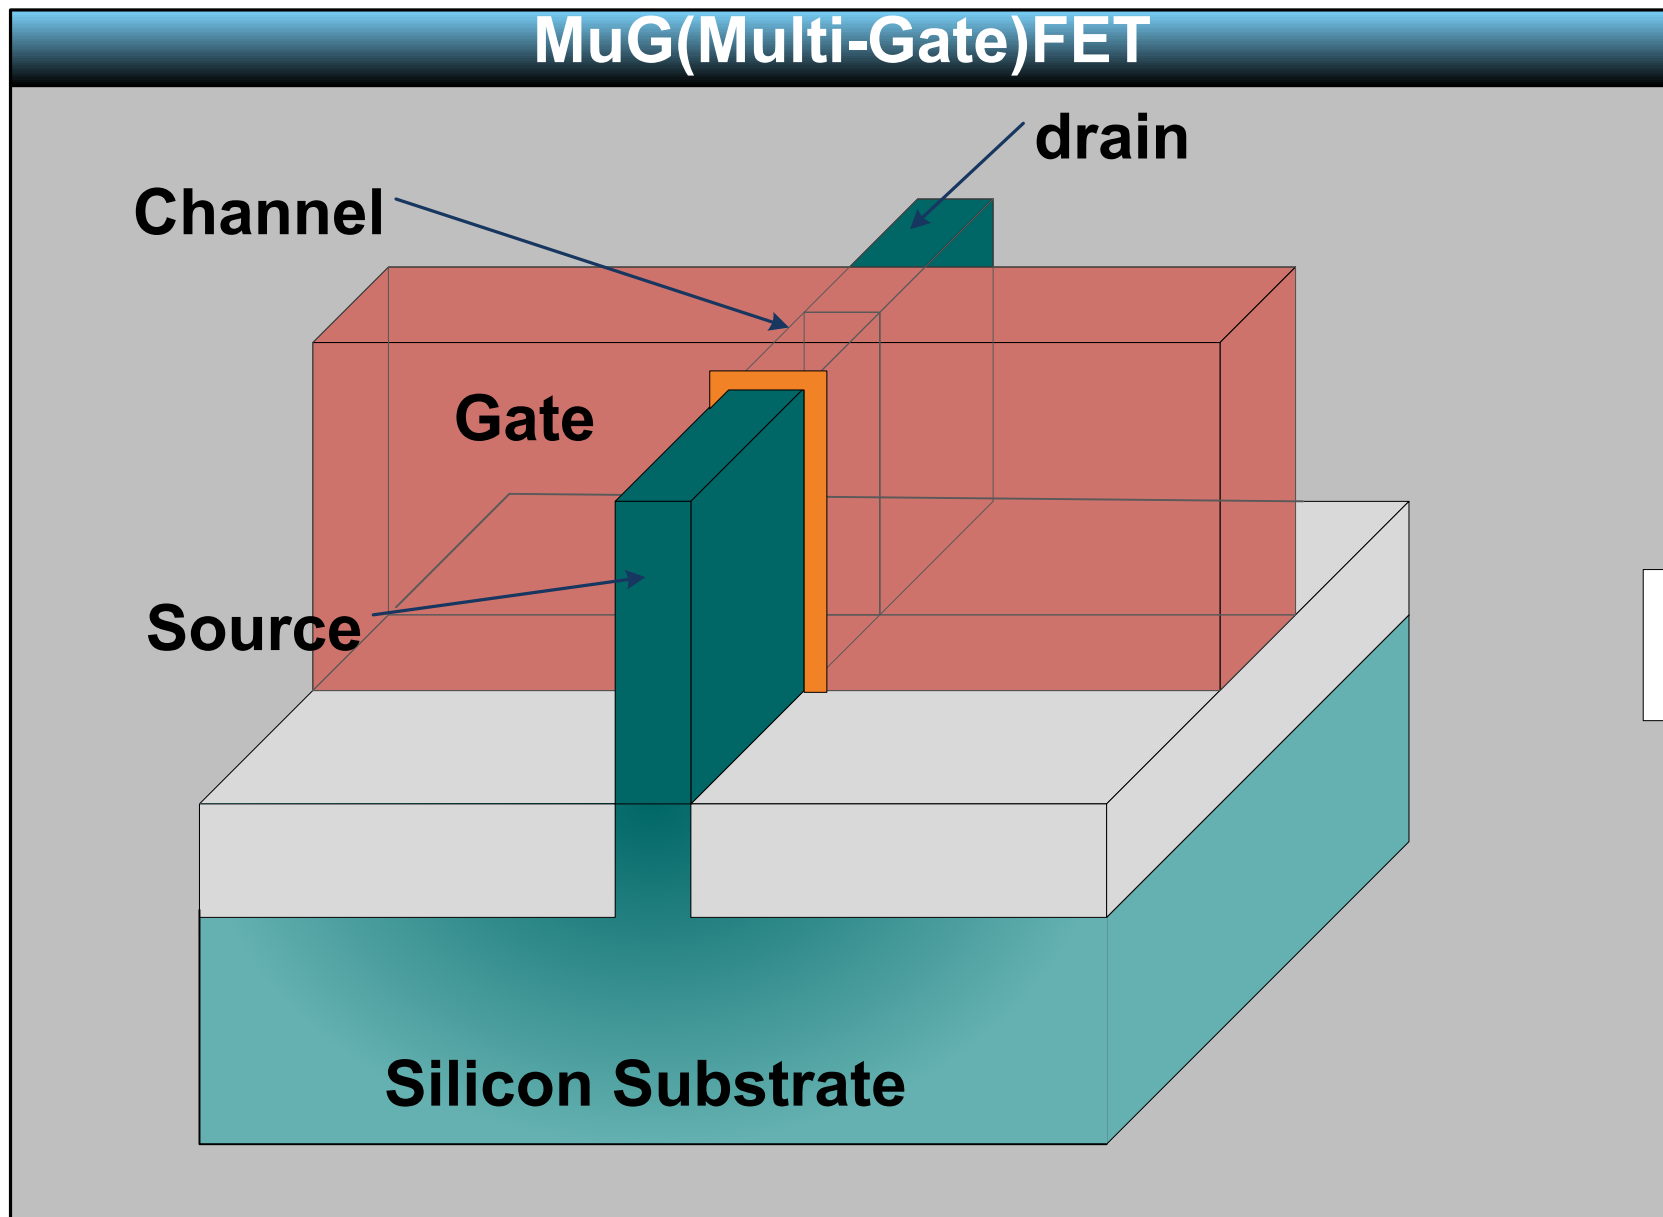 MuG(Multi-Gate)FET
drain
Channel
Gate
Source
Silicon Substrate